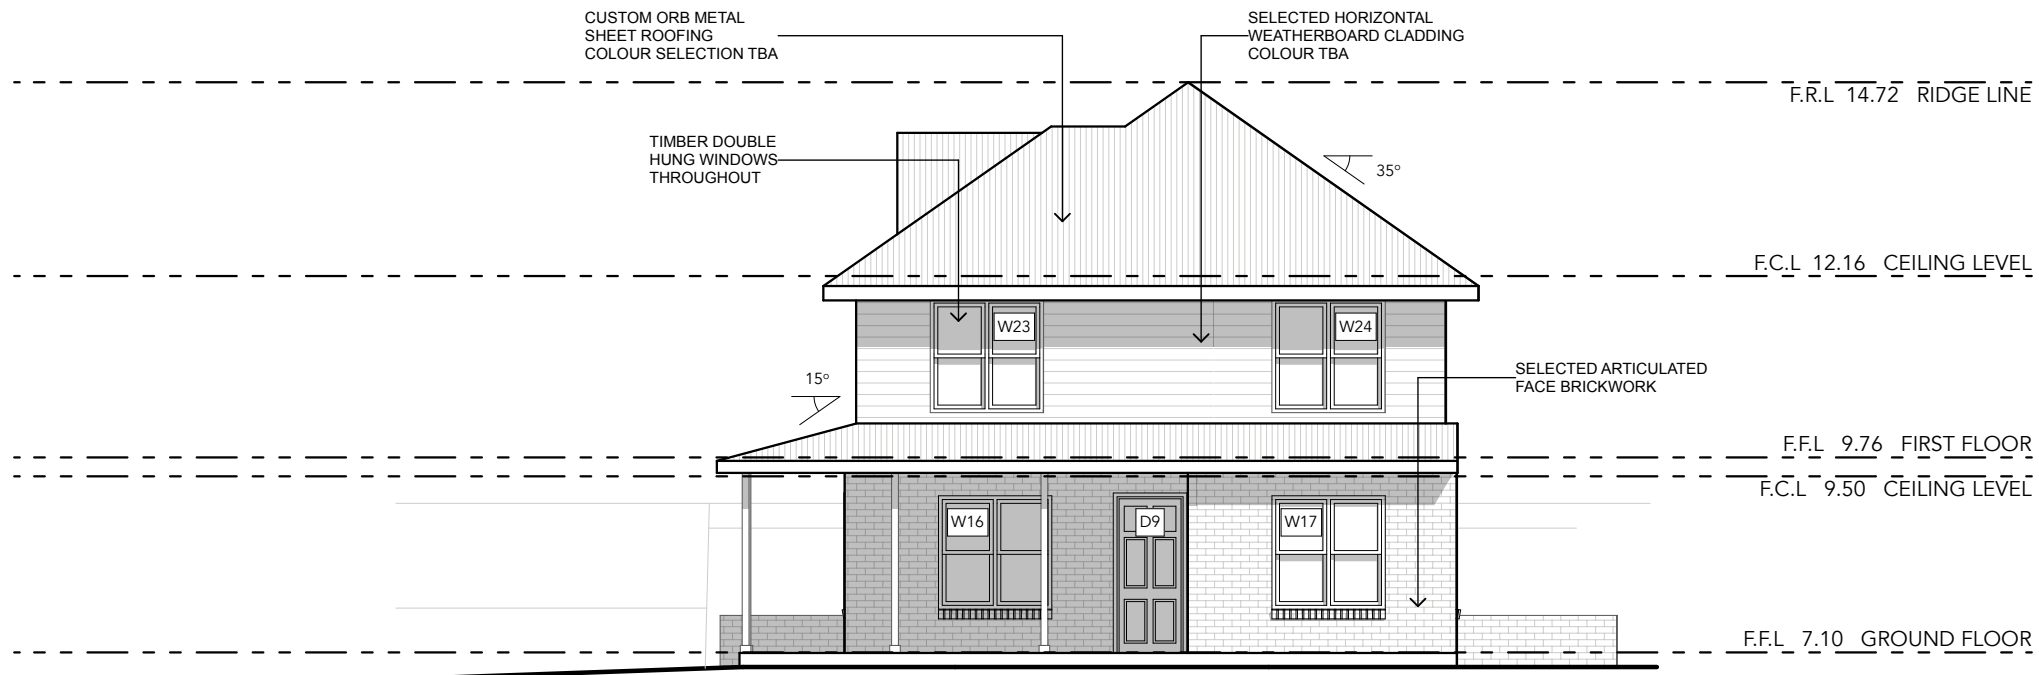 CUSTOM ORB METAL
SHEET ROOFING
COLOUR SELECTION TBA
SELECTED HORIZONTAL
WEATHERBOARD CLADDING
COLOUR TBA
F.R.L 14.72 RIDGE LINE
TIMBER DOUBLE
HUNG WINDOWS
THROUGHOUT
35º
F.C.L 12.16 CEILING LEVEL
W23
W24
15º
SELECTED ARTICULATED
FACE BRICKWORK
F.F.L 9.76 FIRST FLOOR
F.C.L 9.50 CEILING LEVEL
W16
D9
W17
F.F.L 7.10 GROUND FLOOR